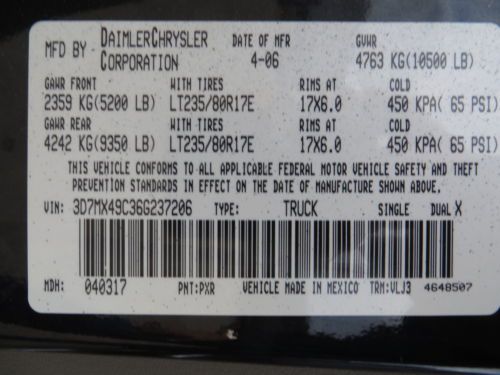 MFD BY DAIMLERCHRYSLER CORPORATION DATE OF MFR 4-06 GVWR 4763 KG(10500 LB)
GAWR FRONT WITH TIRES RIMS AT COLD
2359 KG(5200 LB) LT235/80R17E 17X6.0 450 KPA( 65 PSI)
GAWR REAR WITH TIRES RIMS AT COLD
4242 KG(9350 LB) LT235/80R17E 17X6.0 450 KPA( 65 PSI)
THIS VEHICLE CONFORMS TO ALL APPLICABLE FEDERAL MOTOR VEHICLE SAFETY AND THEFT
PREVENTION STANDARDS IN EFFECT ON THE DATE OF MANUFACTURE SHOWN ABOVE.
VIN: 3D7MX49C36G237206 TYPE: TRUCK SINGLE DUAL X
MDH: 040317 PNT:PXR VEHICLE MADE IN MEXICO TRM:VLJ3 4648507